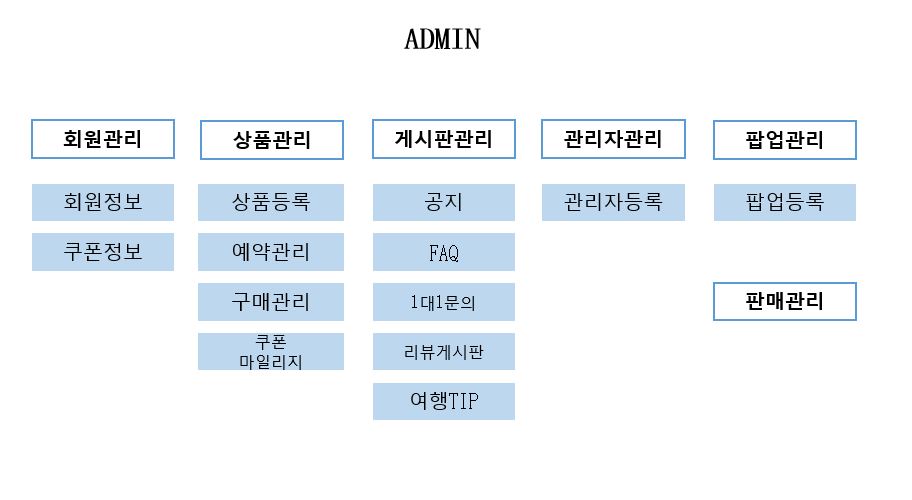 ADMIN
회원관리
상품관리
게시판관리
관리자관리
팝업관리
회원정보
상품등록
공지
관리자등록
팝업등록
쿠폰정보
예약관리
FAQ
구매관리
1대1문의
판매관리
쿠폰
마일리지
리뷰게시판
여행TIP